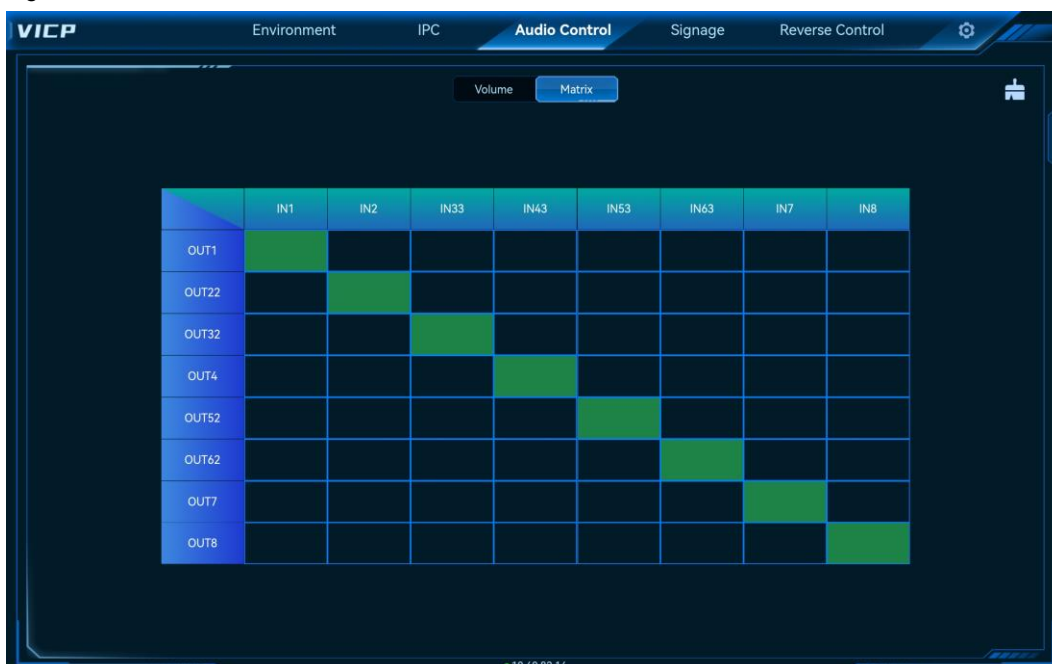 VICP Environment IPC Audio Control Signage Reverse Control
Volume Matrix
IN1 IN2 IN33 IN43 IN53 IN63 IN7 IN8
OUT1
OUT22
OUT32
OUT4
OUT52
OUT62
OUT7
OUT8